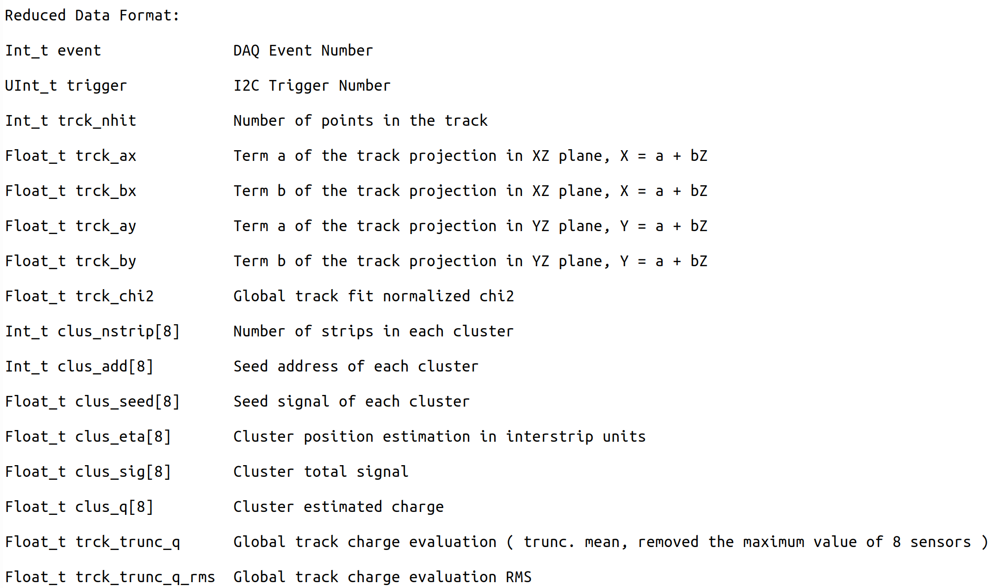 Reduced Data Format:
Int_t event DAQ Event Number
UInt_t trigger I2C Trigger Number
Int_t trck_nhit Number of points in the track
Float_t trck_ax Term a of the track projection in XZ plane, X = a + bZ
Float_t trck_bx Term b of the track projection in XZ plane, X = a + bZ
Float_t trck_ay Term a of the track projection in YZ plane, Y = a + bZ
Float_t trck_by Term b of the track projection in YZ plane, Y = a + bZ
Float_t trck_chi2 Global track fit normalized chi2
Int_t clus_nstrip[8] Number of strips in each cluster
Int_t clus_add[8] Seed address of each cluster
Float_t clus_seed[8] Seed signal of each cluster
Float_t clus_eta[8] Cluster position estimation in interstrip units
Float_t clus_sig[8] Cluster total signal
Float_t clus_q[8] Cluster estimated charge
Float_t trck_trunc_q Global track charge evaluation ( trunc. mean, removed the maximum value of 8 sensors )
Float_t trck_trunc_q_rms Global track charge evaluation RMS